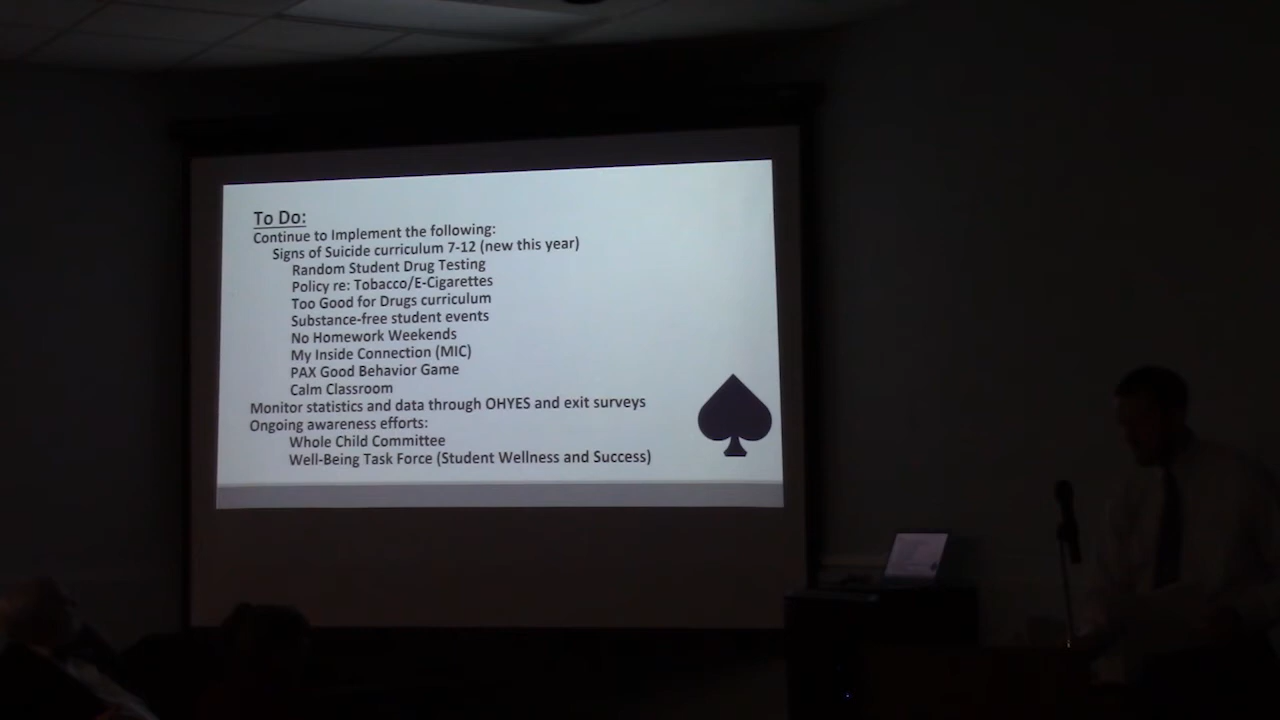 To Do:
Continue to Implement the following:
Signs of Suicide curriculum 7-12 (new this year)
Random Student Drug Testing
Policy re: Tobacco/E-Cigarettes
Too Good for Drugs curriculum
Substance-free student events
No Homework Weekends
My Inside Connection (MIC)
PAX Good Behavior Game
Calm Classroom
Monitor statistics and data through OHYES and exit surveys
Ongoing awareness efforts:
Whole Child Committee
Well-Being Task Force (Student Wellness and Success)